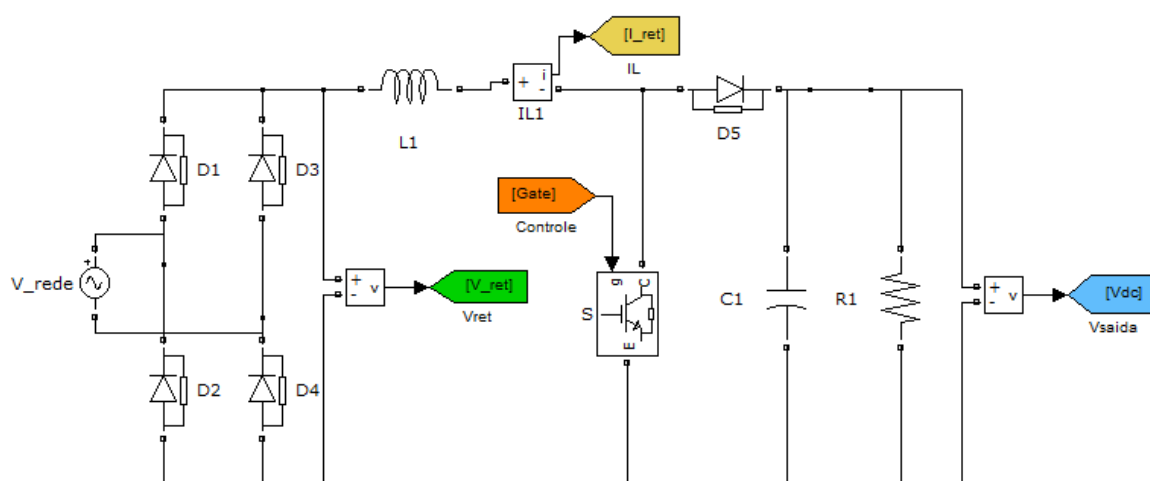 [I_ret]
IL
+
i
-
IL1
L1
D5
D1
D3
[Gate]
Controle
+
V_rede
+
-
v
[V_ret]
Vret
g
C
S
E
C1
R1
+
-
v
[Vdc]
Vsaida
D2
D4